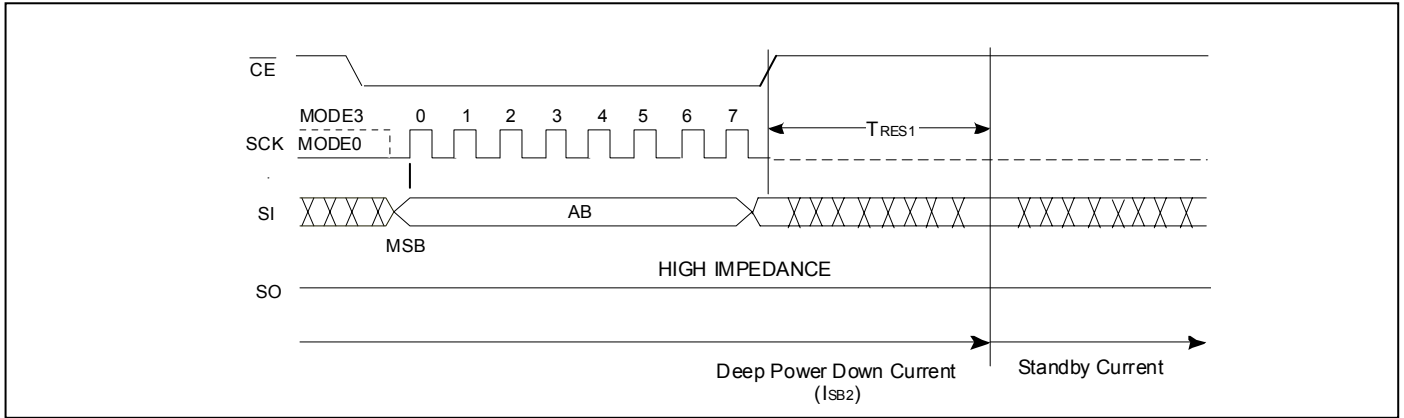 CE
MODE3 0 1 2 3 4 5 6 7
SCK MODE0
TRES1
SI AB
MSB
HIGH IMPEDANCE
SO
Deep Power Down Current
(ISB2)
Standby Current